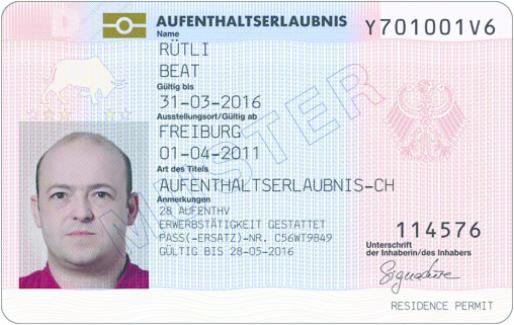 D
AUFENTHALTSERLAUBNIS
Y701001V6
Name
RÜTLI
BEAT
Gültig bis
31-03-2016
Ausstellungsort/Gültig ab
FREIBURG
01-04-2011
Art des Titels
AUFENTHALTSERLAUBNIS-CH
Anmerkungen
28 AUFENTHV
ERWERBSTÄTIGKEIT GESTATTET
PASS(-ERSATZ)-NR. C56WT9849
GÜLTIG BIS 28-05-2016
114576
Unterschrift
der Inhaberin/des Inhabers
Signature
RESIDENCE PERMIT
MUSTER